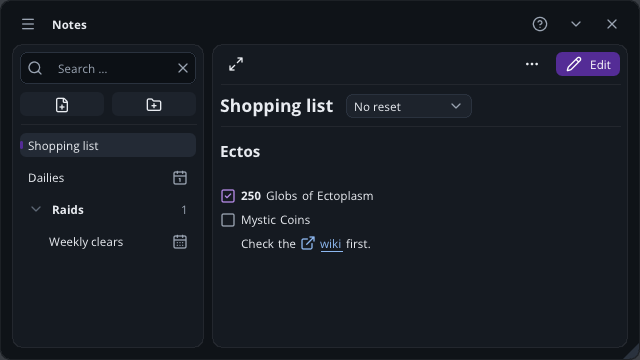 Notes
Search ...
Edit
Shopping list
No reset
Shopping list
Dailies
Raids 1
Weekly clears
Ectos
250 Globs of Ectoplasm
Mystic Coins
Check the wiki first.